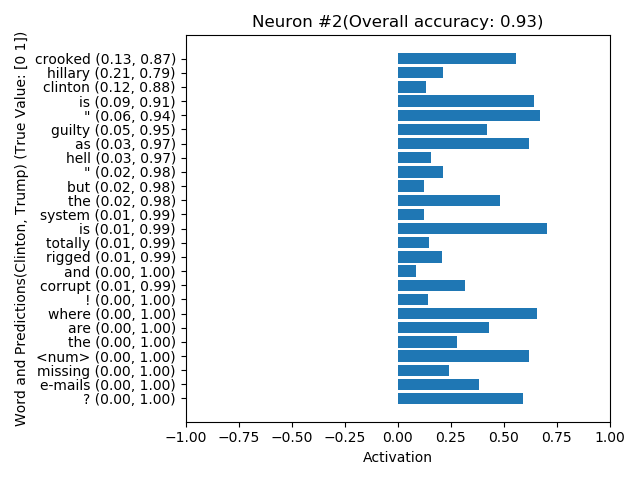 Neuron #2(Overall accuracy: 0.93)
Word and Predictions(Clinton, Trump) (True Value: [0 1])
crooked (0.13, 0.87)
hillary (0.21, 0.79)
clinton (0.12, 0.88)
is (0.09, 0.91)
" (0.06, 0.94)
guilty (0.05, 0.95)
as (0.03, 0.97)
hell (0.03, 0.97)
" (0.02, 0.98)
but (0.02, 0.98)
the (0.02, 0.98)
system (0.01, 0.99)
is (0.01, 0.99)
totally (0.01, 0.99)
rigged (0.01, 0.99)
and (0.00, 1.00)
corrupt (0.01, 0.99)
! (0.00, 1.00)
where (0.00, 1.00)
are (0.00, 1.00)
the (0.00, 1.00)
<num> (0.00, 1.00)
missing (0.00, 1.00)
e-mails (0.00, 1.00)
? (0.00, 1.00)
−1.00 −0.75 −0.50 −0.25 0.00 0.25 0.50 0.75 1.00
Activation